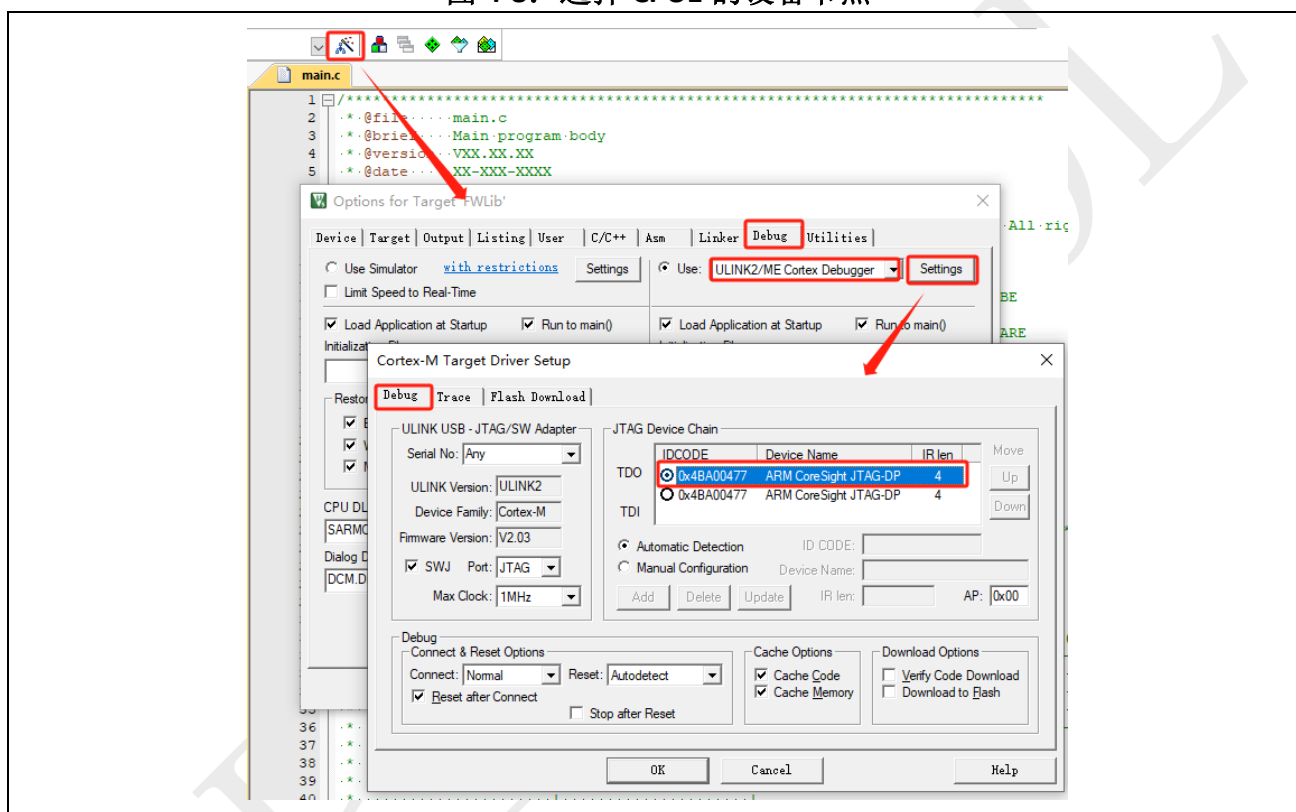 main.c
1 /******************************************************************************
2 * @file main.c
3 * @brief Main program body
4 * @version VXX.XX.XX
5 * @date XX-XXX-XXXX
Options for Target 'FWLib'
All rig
Device Target Output Listing User C/C++ Asm Linker Debug Utilities
Use Simulator with restrictions Settings Use: ULINK2/ME Cortex Debugger Settings
Limit Speed to Real-Time
BE
Load Application at Startup Run to main() Load Application at Startup Run to main()
ARE
Cortex-M Target Driver Setup
Debug Trace Flash Download
ULINK USB - JTAG/SW Adapter
Serial No: Any
ULINK Version: ULINK2
Device Family: Cortex-M
Firmware Version: V2.03
SWJ Port: JTAG
Max Clock: 1MHz
JTAG Device Chain
IDCODE Device Name IR len Move
TDO 0x4BA00477 ARM CoreSight JTAG-DP 4 Up
0x4BA00477 ARM CoreSight JTAG-DP 4
TDI Down
Automatic Detection ID CODE:
Manual Configuration Device Name:
Add Delete Update IR len: AP: 0x00
CPU DL
SARMC
Dialog D
DCM.D
Debug
Connect & Reset Options
Connect: Normal Reset: Autodetect
Reset after Connect
Stop after Reset
Cache Options
Cache Code
Cache Memory
Download Options
Verify Code Download
Download to Flash
OK Cancel Help
36 *
37 *
38 *
39 *